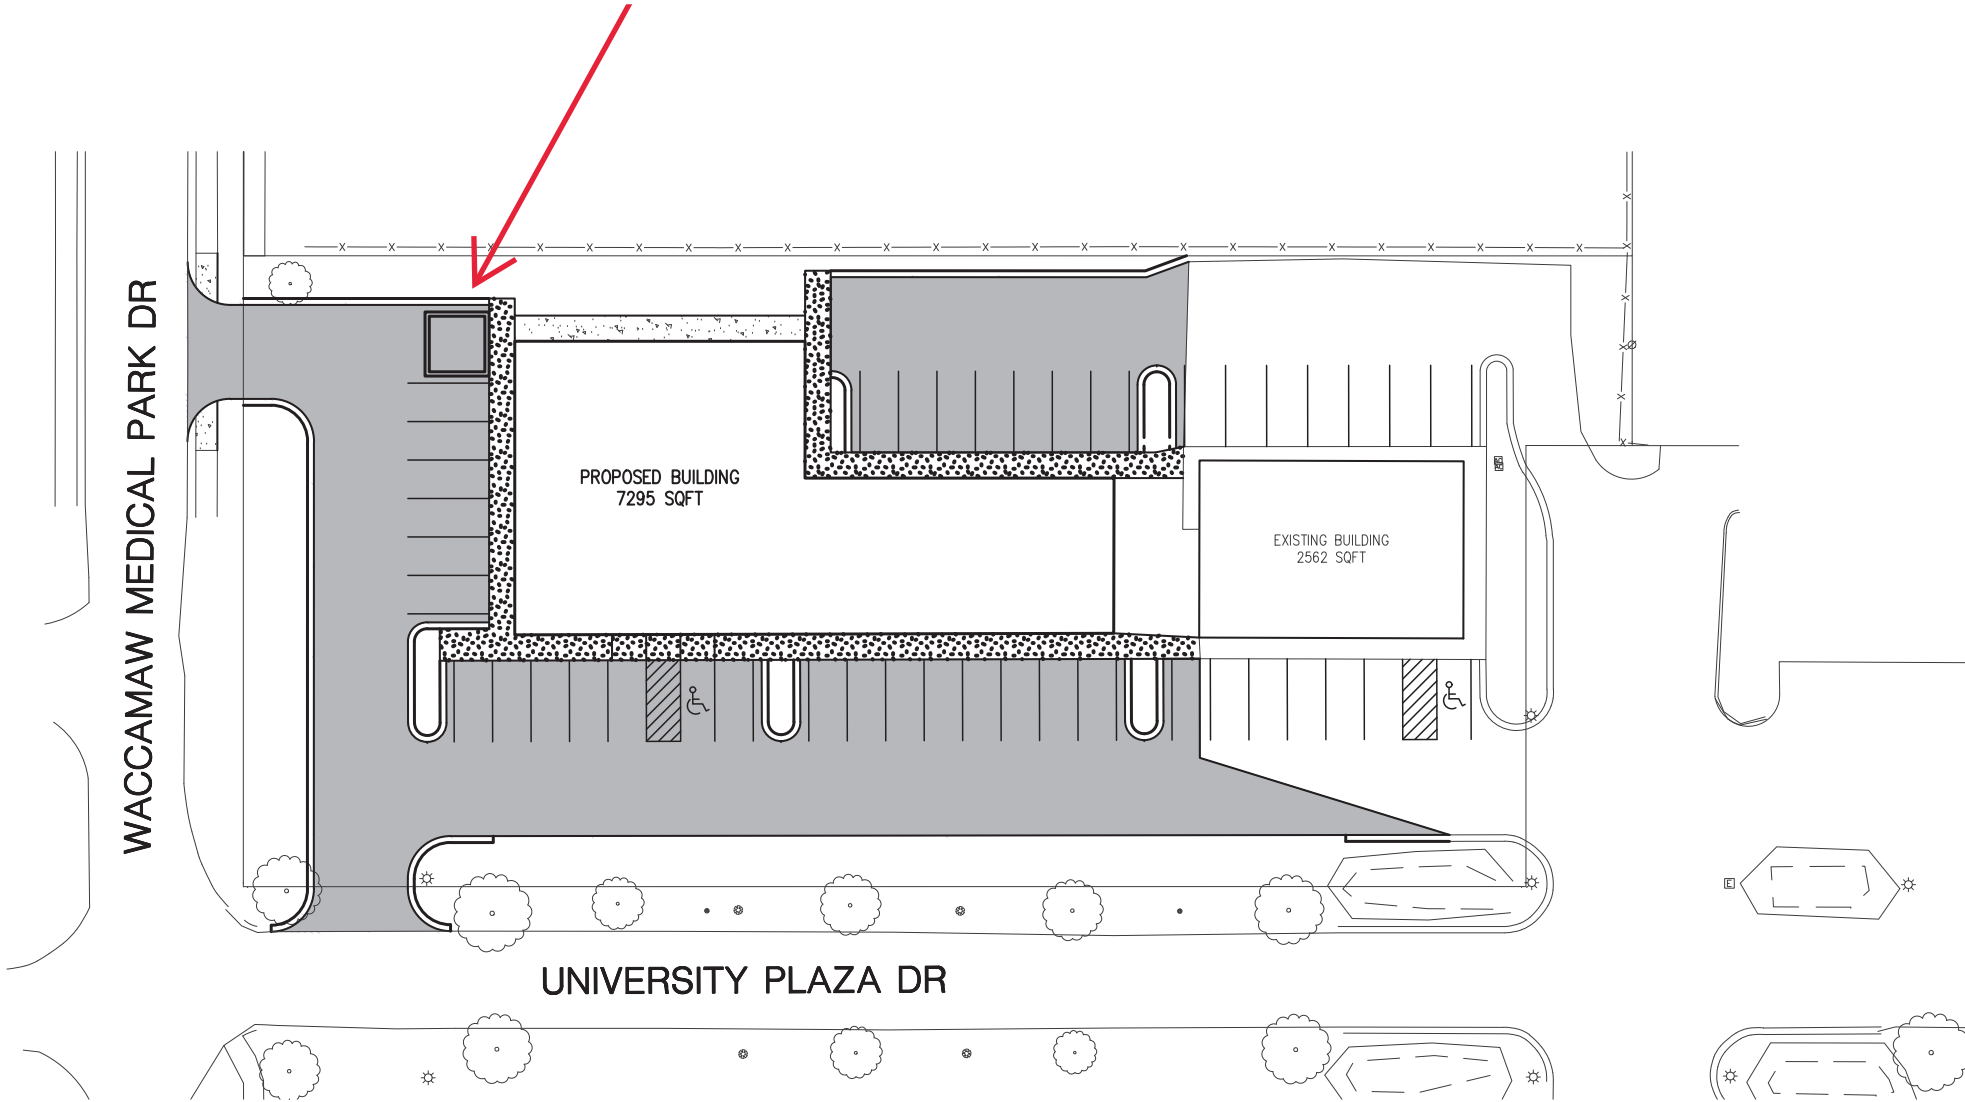 WACCAMAW MEDICAL PARK DR
PROPOSED BUILDING
7295 SQFT
EXISTING BUILDING
2562 SQFT
E
UNIVERSITY PLAZA DR